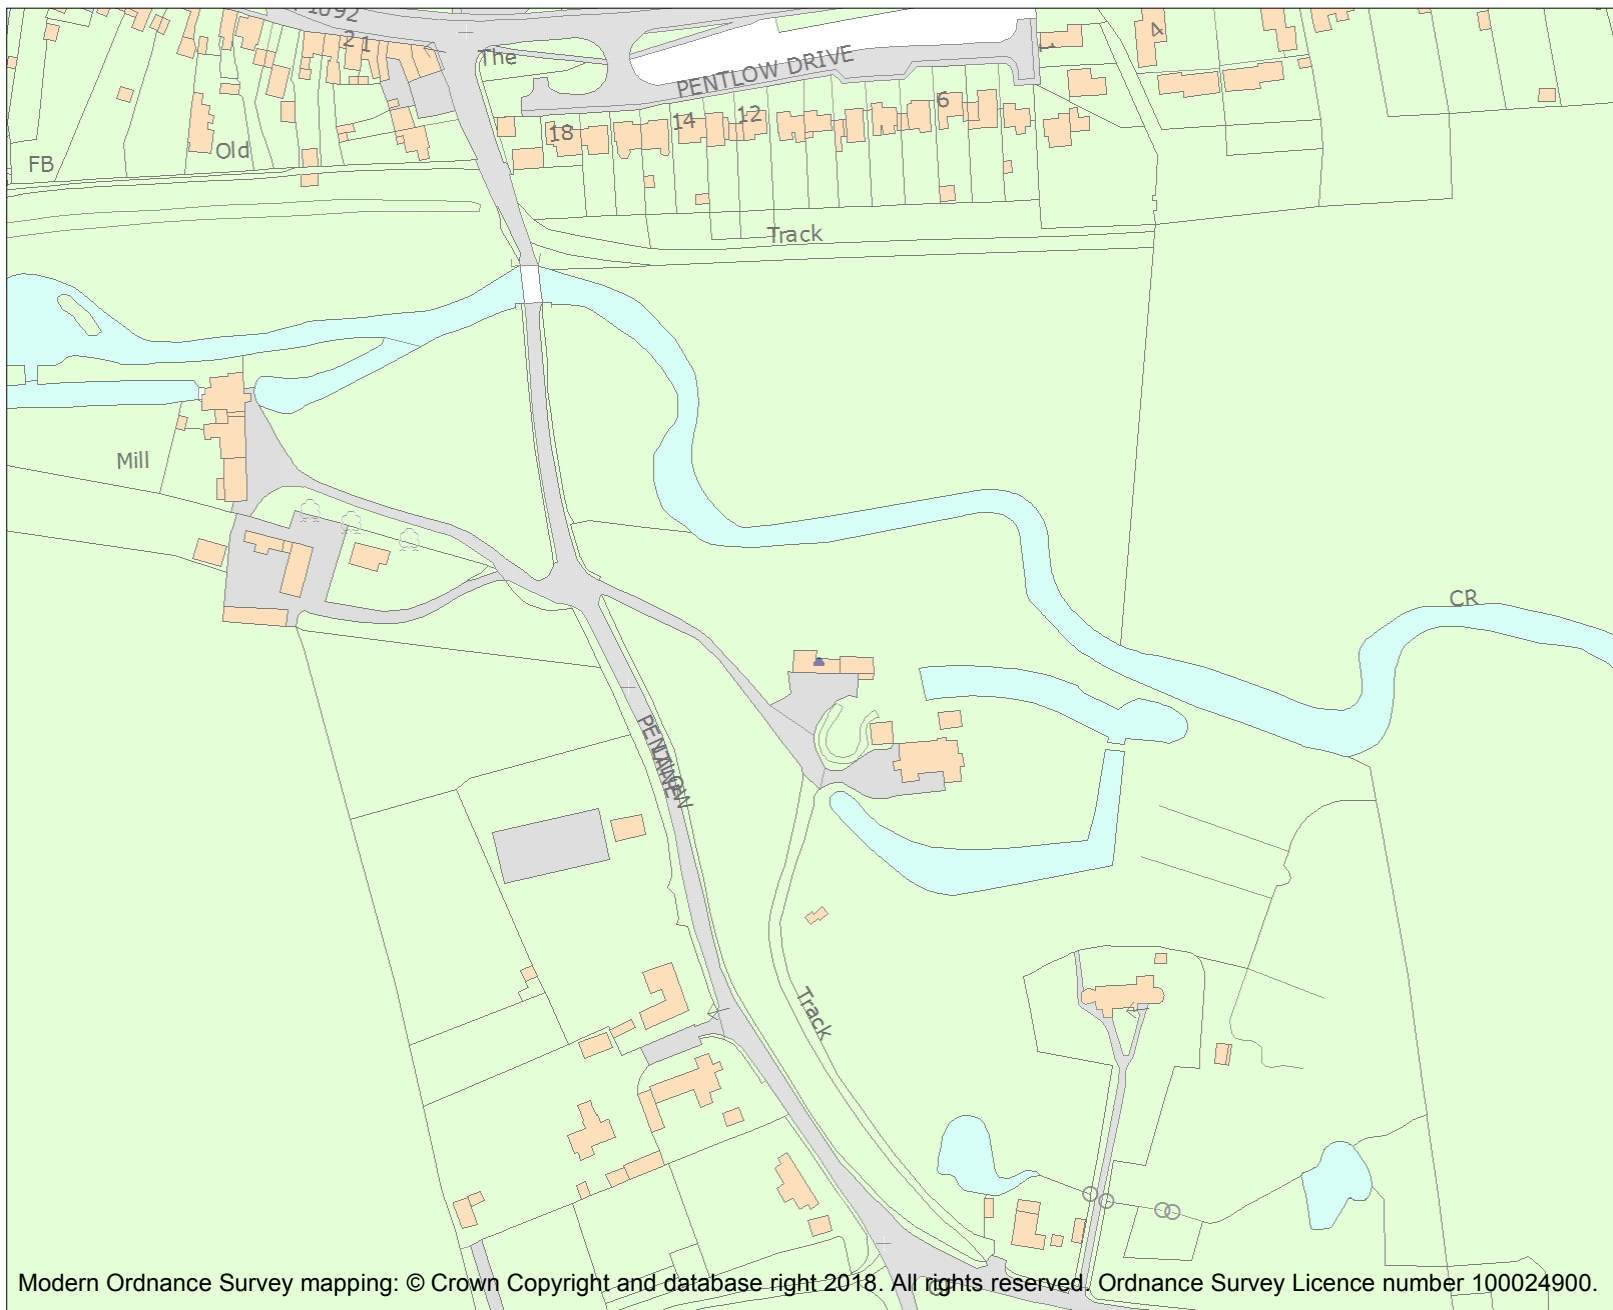 21
The
PENTLOW DRIVE
4
1
6
12
14
18
Old
FB
Track
Mill
CR
PENTLOW
LANE
Track
Modern Ordnance Survey mapping: © Crown Copyright and database right 2018. All rights reserved. Ordnance Survey Licence number 100024900.